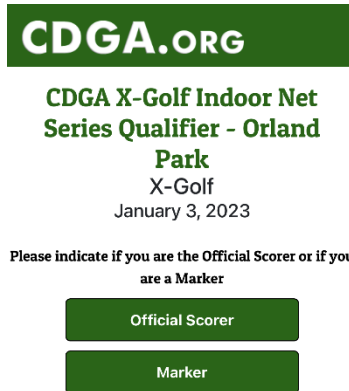 CDGA.ORG
CDGA X-Golf Indoor Net
Series Qualifier - Orland
Park
X-Golf
January 3, 2023
Please indicate if you are the Official Scorer or if you
are a Marker
Official Scorer
Marker